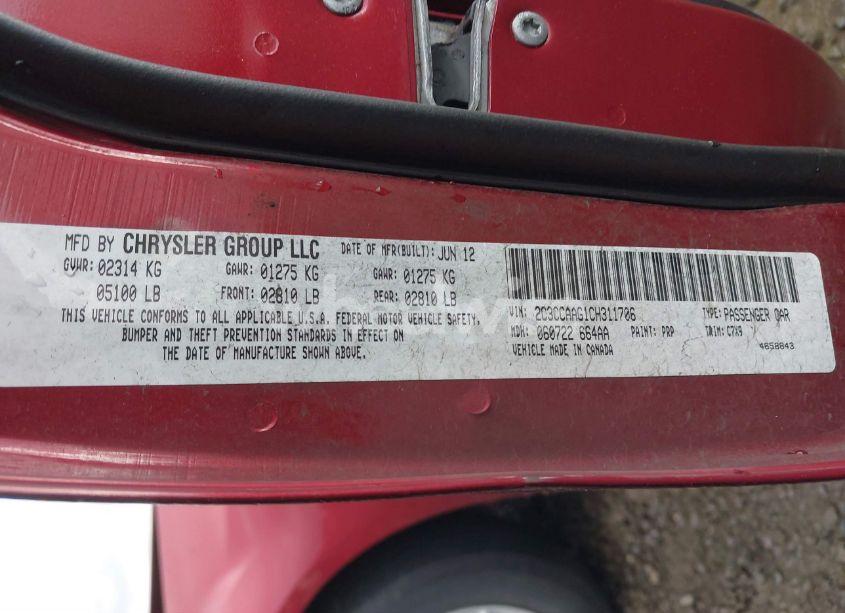 MFD BY CHRYSLER GROUP LLC DATE OF MFR(BUILT): JUN 12
GVWR: 02314 KG GAWR: 01275 KG GAWR: 01275 KG
05100 LB FRONT: 02810 LB REAR: 02810 LB
THIS VEHICLE CONFORMS TO ALL APPLICABLE U.S.A. FEDERAL MOTOR VEHICLE SAFETY,
BUMPER AND THEFT PREVENTION STANDARDS IN EFFECT ON
THE DATE OF MANUFACTURE SHOWN ABOVE.
VIN: 2C3CCAAG1CH311706 TYPE: PASSENGER CAR
MDH: 060722 664AA PAINT: PRP TRIM: C7X9
VEHICLE MADE IN CANADA 4658843